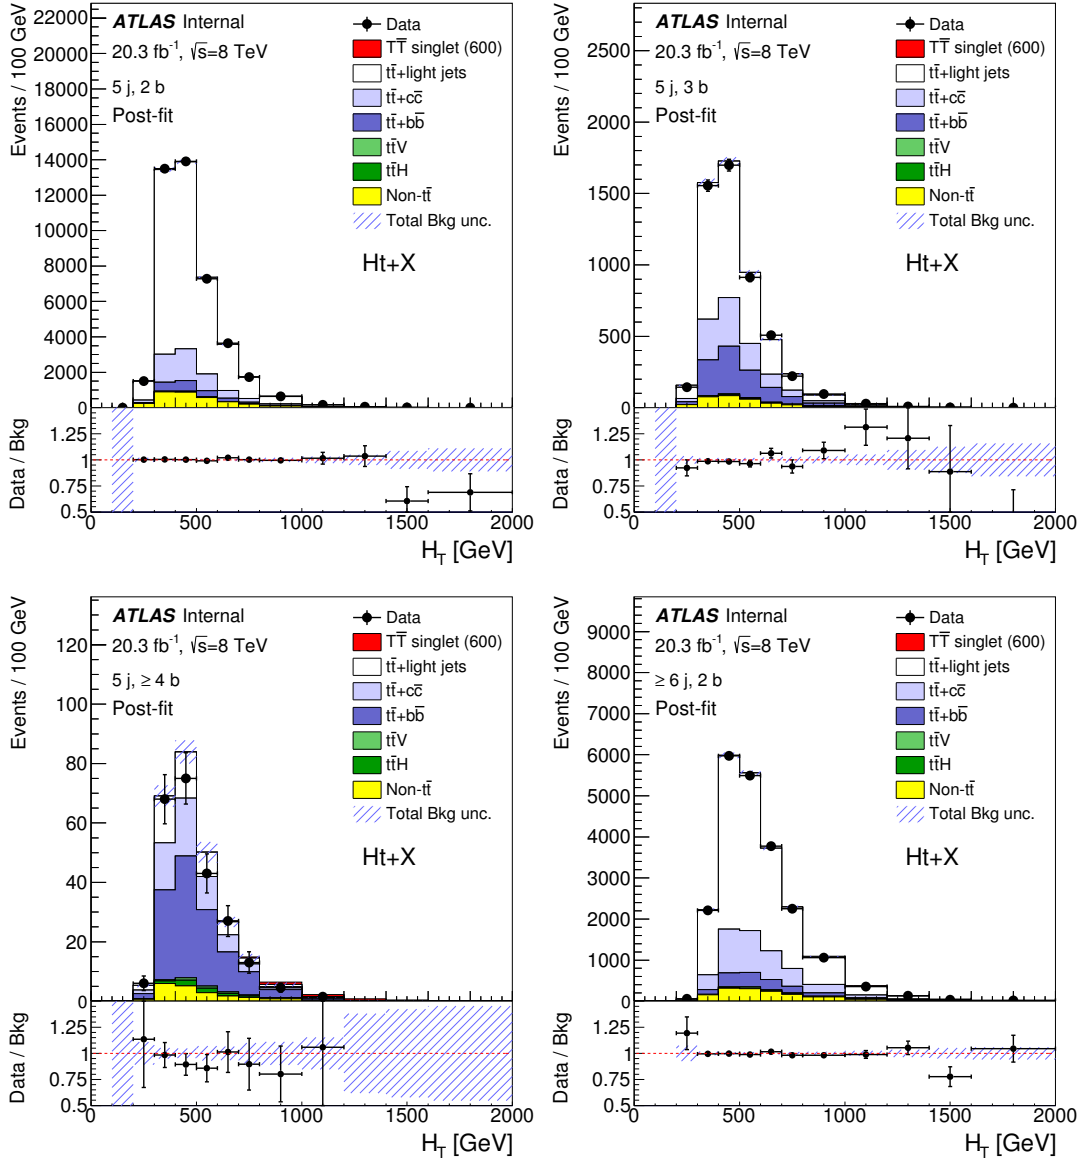 Events / 100 GeV
22000
20000
18000
16000
14000
12000
10000
8000
6000
4000
2000
0
ATLAS Internal
20.3 fb⁻¹, √s=8 TeV
5 j, 2 b
Post-fit
Data
TT̅ singlet (600)
tt̅+light jets
tt̅+cc̅
tt̅+bb̅
tt̅V
tt̅H
Non-tt̅
Total Bkg unc.
Ht+X
Data / Bkg
1.25
1
0.75
0.5
0 500 1000 1500 2000
H_T [GeV]
Events / 100 GeV
2500
2000
1500
1000
500
0
ATLAS Internal
20.3 fb⁻¹, √s=8 TeV
5 j, 3 b
Post-fit
Data
TT̅ singlet (600)
tt̅+light jets
tt̅+cc̅
tt̅+bb̅
tt̅V
tt̅H
Non-tt̅
Total Bkg unc.
Ht+X
Data / Bkg
1.25
1
0.75
0.5
0 500 1000 1500 2000
H_T [GeV]
Events / 100 GeV
120
100
80
60
40
20
0
ATLAS Internal
20.3 fb⁻¹, √s=8 TeV
5 j, ≥ 4 b
Post-fit
Data
TT̅ singlet (600)
tt̅+light jets
tt̅+cc̅
tt̅+bb̅
tt̅V
tt̅H
Non-tt̅
Total Bkg unc.
Ht+X
Data / Bkg
1.25
1
0.75
0.5
0 500 1000 1500 2000
H_T [GeV]
Events / 100 GeV
9000
8000
7000
6000
5000
4000
3000
2000
1000
0
ATLAS Internal
20.3 fb⁻¹, √s=8 TeV
≥ 6 j, 2 b
Post-fit
Data
TT̅ singlet (600)
tt̅+light jets
tt̅+cc̅
tt̅+bb̅
tt̅V
tt̅H
Non-tt̅
Total Bkg unc.
Ht+X
Data / Bkg
1.25
1
0.75
0.5
0 500 1000 1500 2000
H_T [GeV]